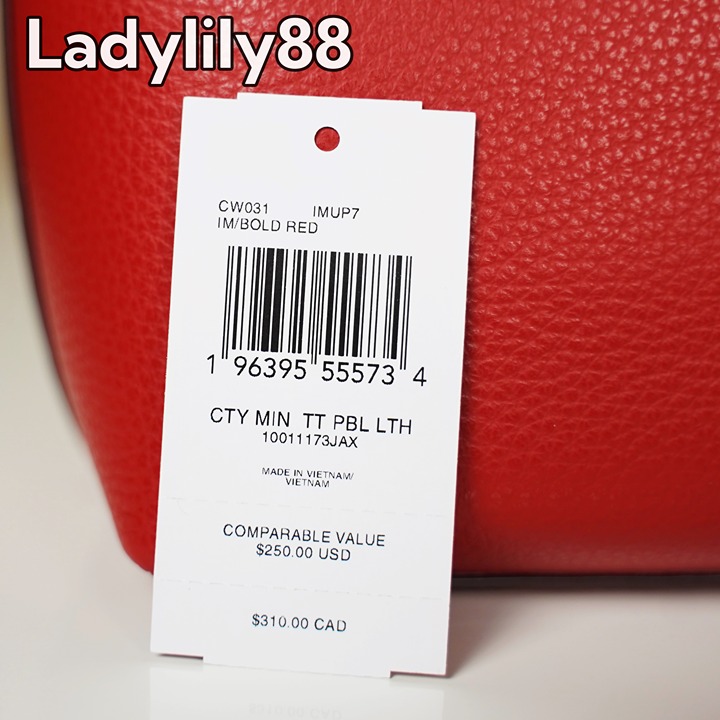 Ladylily88
CW031 IMUP7
IM/BOLD RED
1 96395 55573 4
CTY MIN TT PBL LTH
10011173JAX
MADE IN VIETNAM/
VIETNAM
COMPARABLE VALUE
$250.00 USD
$310.00 CAD